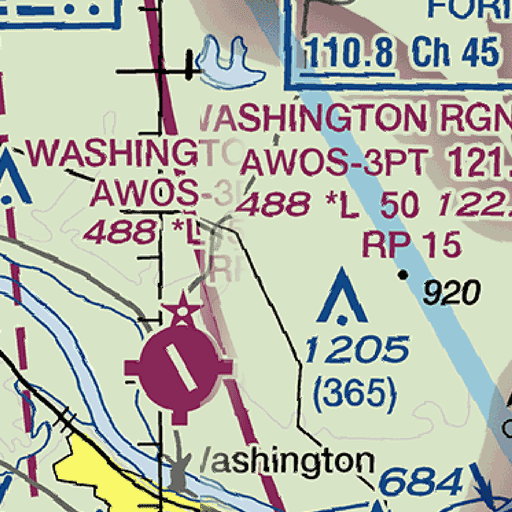 110.8 Ch 45
WASHINGTON RGN
AWOS-3PT 121.
488 *L 50 122.
RP 15
WASHINGTO
AWOS-3
488 *L
920
1205
(365)
Washington
684